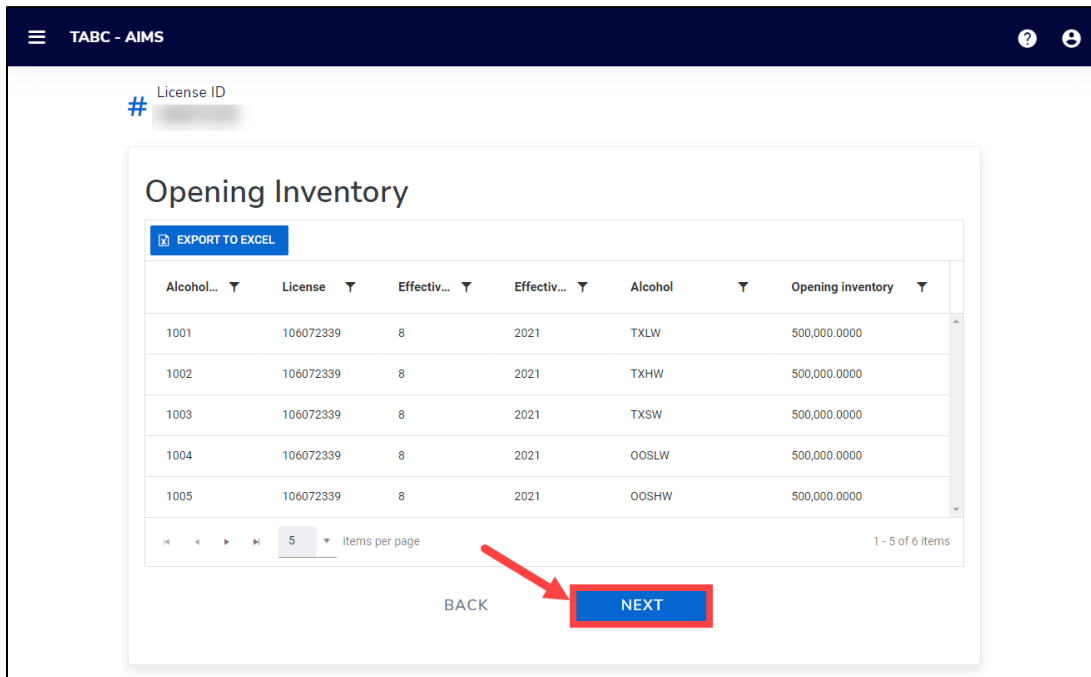 TABC - AIMS
License ID
Opening Inventory
EXPORT TO EXCEL
Alcohol... License Effectiv... Effectiv... Alcohol Opening inventory
1001 106072339 8 2021 TXLW 500,000.0000
1002 106072339 8 2021 TXHW 500,000.0000
1003 106072339 8 2021 TXSW 500,000.0000
1004 106072339 8 2021 OOSLW 500,000.0000
1005 106072339 8 2021 OOSHW 500,000.0000
5 items per page 1 - 5 of 6 items
BACK NEXT